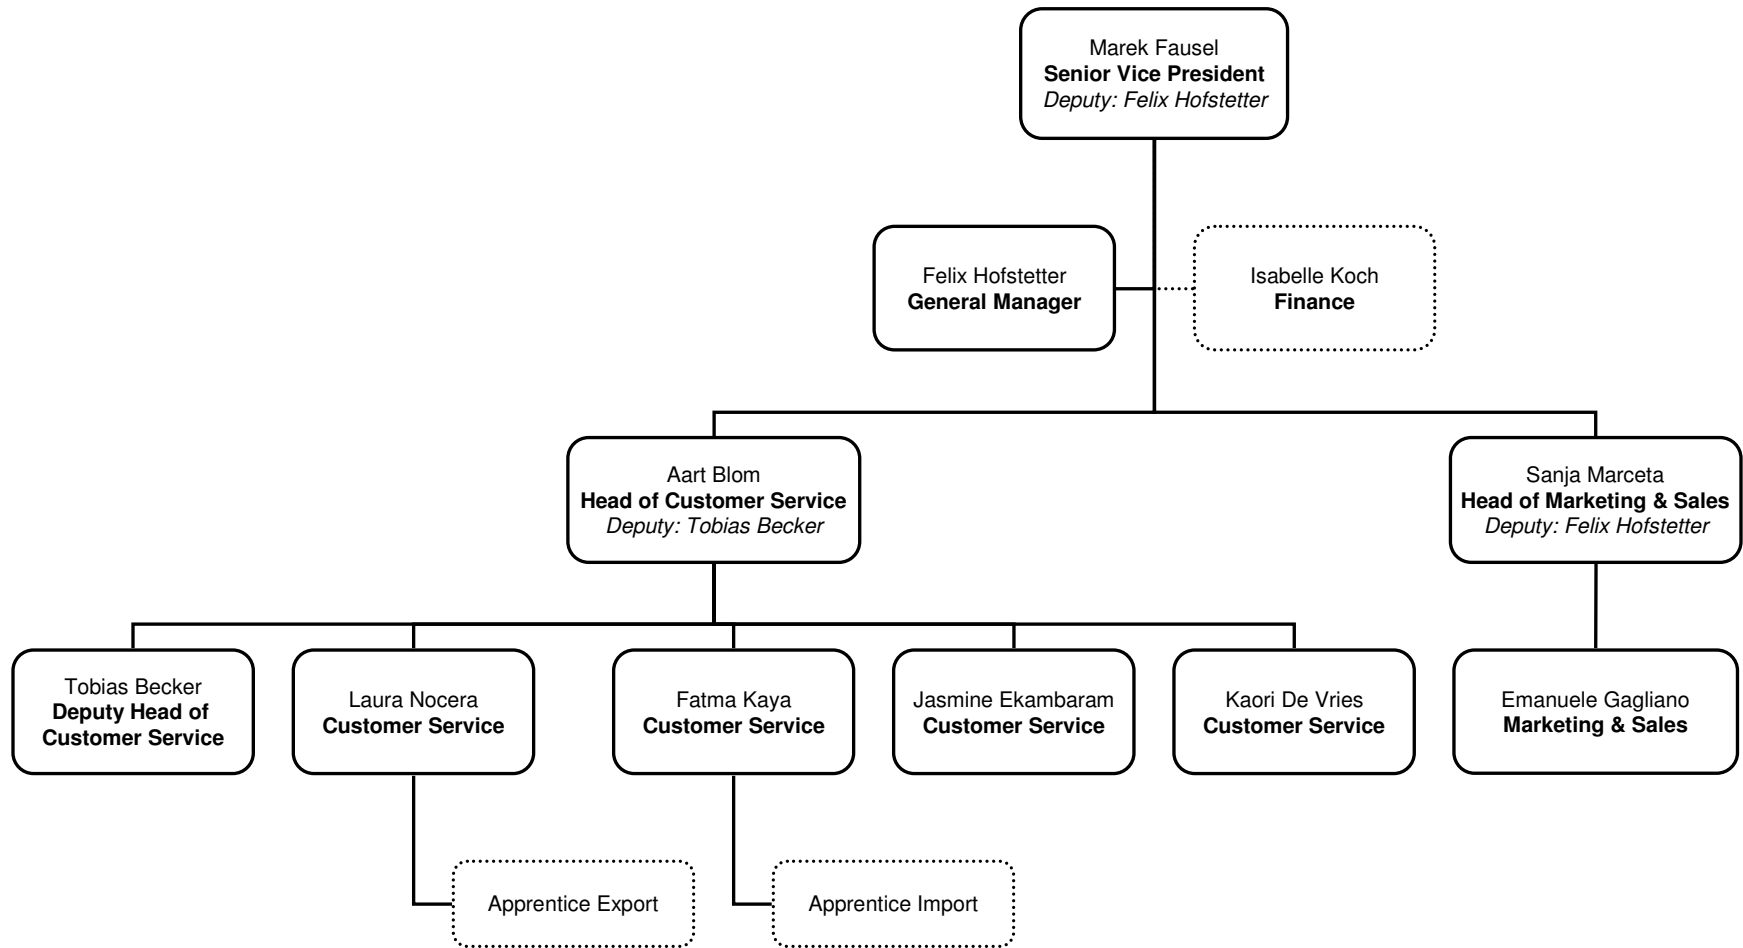 Marek Fausel
Senior Vice President
Deputy: Felix Hofstetter
Felix Hofstetter
General Manager
Isabelle Koch
Finance
Aart Blom
Head of Customer Service
Deputy: Tobias Becker
Sanja Marceta
Head of Marketing & Sales
Deputy: Felix Hofstetter
Tobias Becker
Deputy Head of
Customer Service
Laura Nocera
Customer Service
Fatma Kaya
Customer Service
Jasmine Ekambaram
Customer Service
Kaori De Vries
Customer Service
Emanuele Gagliano
Marketing & Sales
Apprentice Export
Apprentice Import